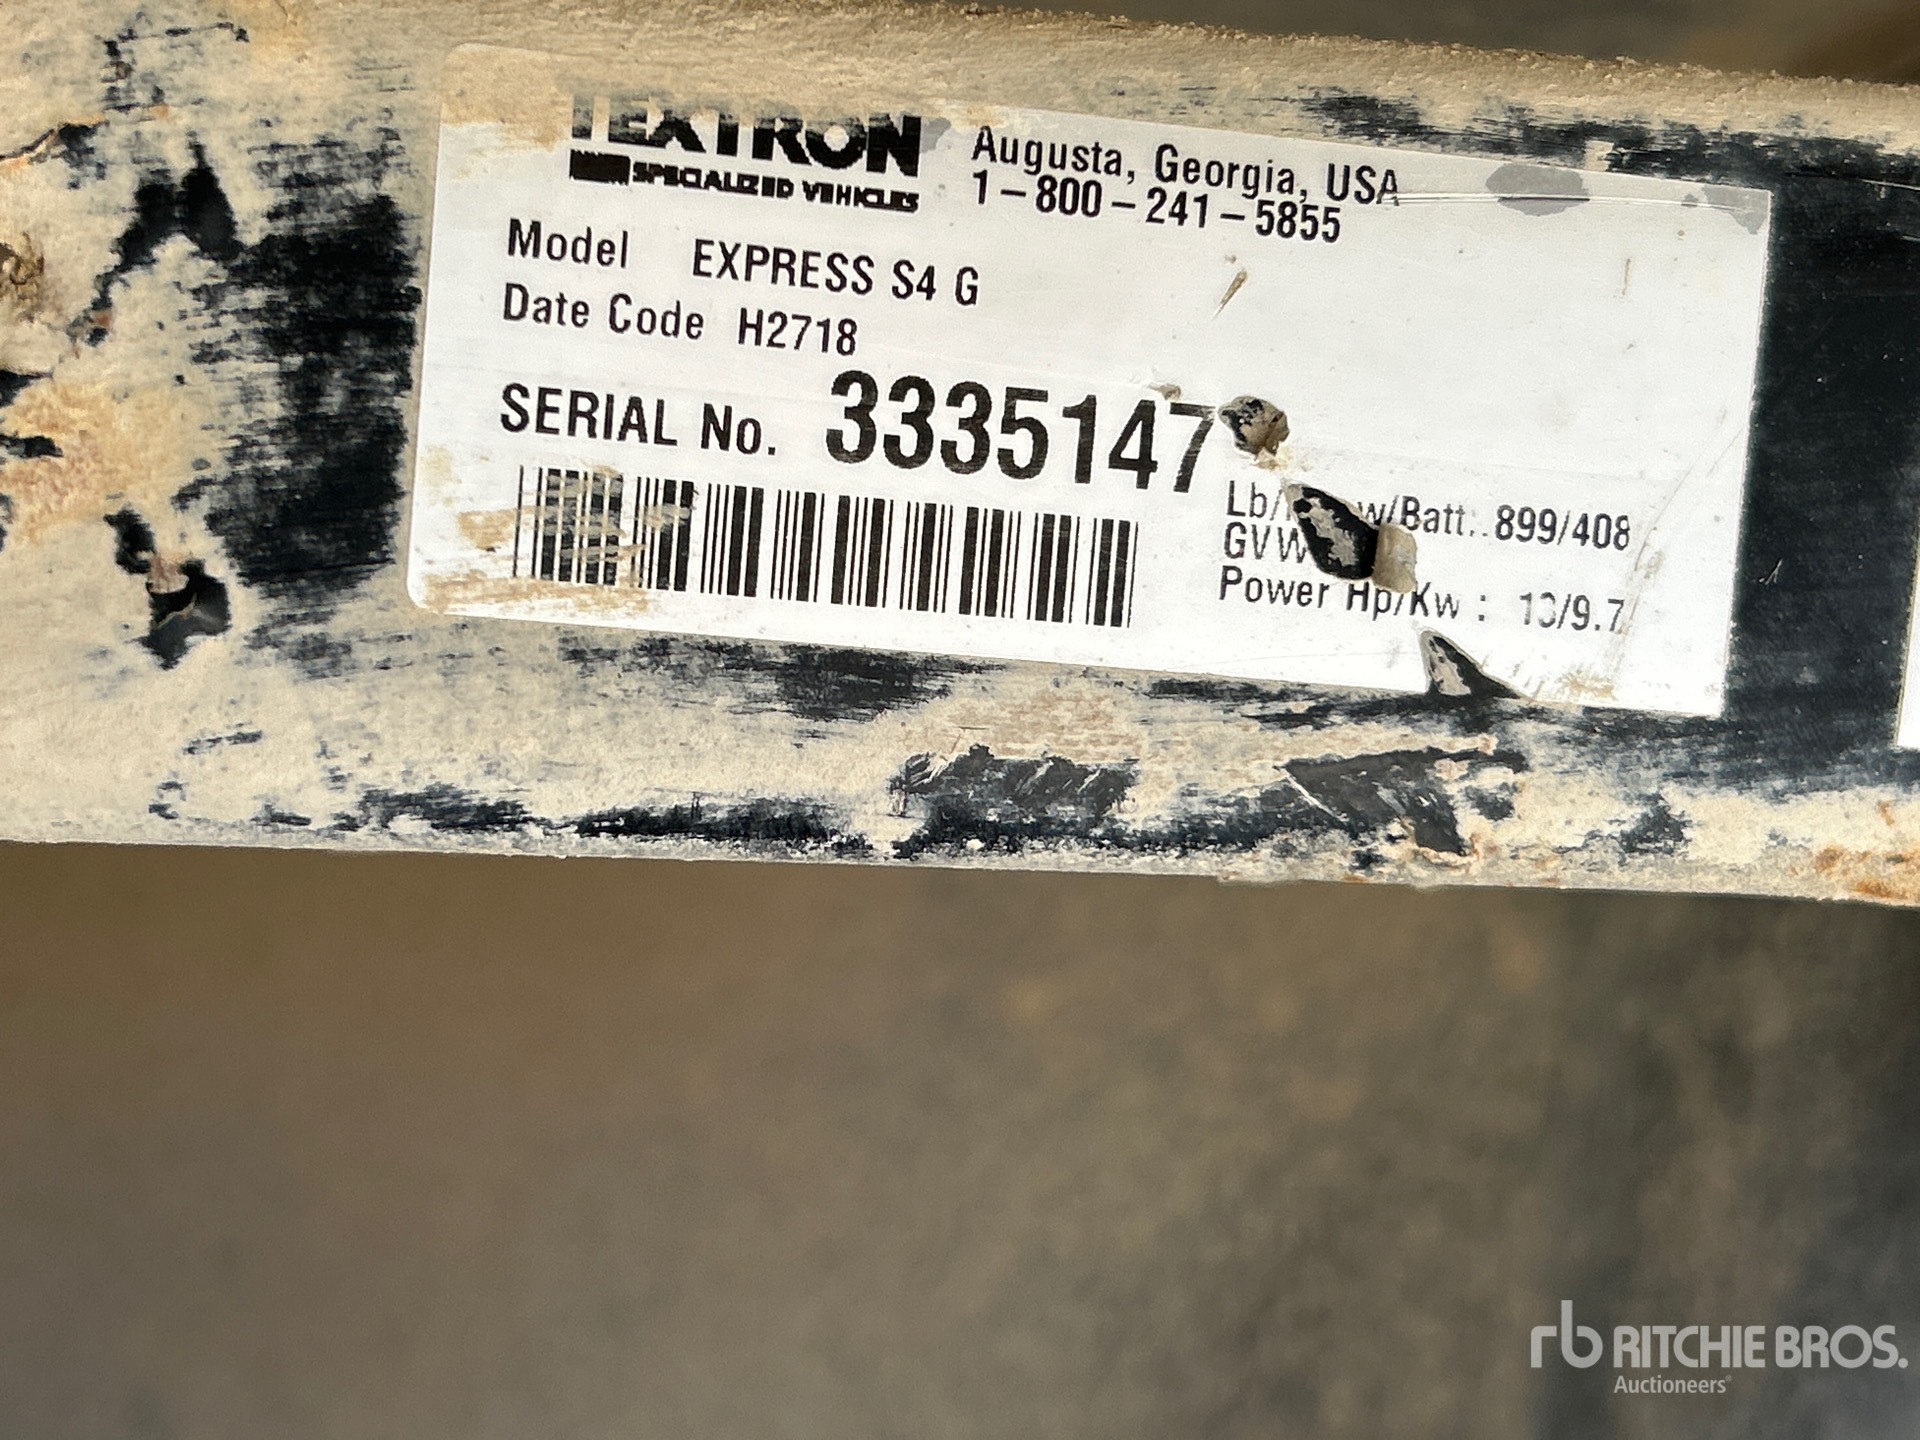 TEXTRON
SPECIALIZED VEHICLES
Augusta, Georgia, USA
1-800-241-5855
Model EXPRESS S4 G
Date Code H2718
SERIAL No. 3335147
w/Batt.: 899/408
Power Hp/Kw : 13/9.7
rb RITCHIE BROS.
Auctioneers